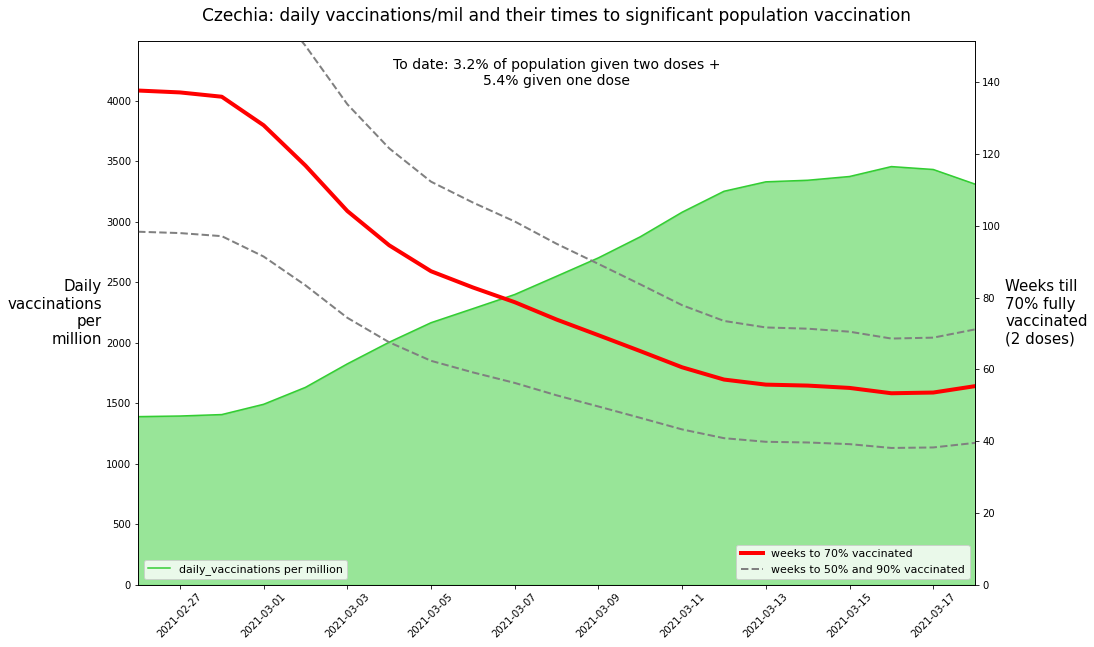 Czechia: daily vaccinations/mil and their times to significant population vaccination
To date: 3.2% of population given two doses +
5.4% given one dose
4000
3500
3000
2500
2000
1500
1000
500
0
Daily
vaccinations
per
million
140
120
100
80
60
40
20
0
Weeks till
70% fully
vaccinated
(2 doses)
daily_vaccinations per million
weeks to 70% vaccinated
weeks to 50% and 90% vaccinated
2021-02-27
2021-03-01
2021-03-03
2021-03-05
2021-03-07
2021-03-09
2021-03-11
2021-03-13
2021-03-15
2021-03-17